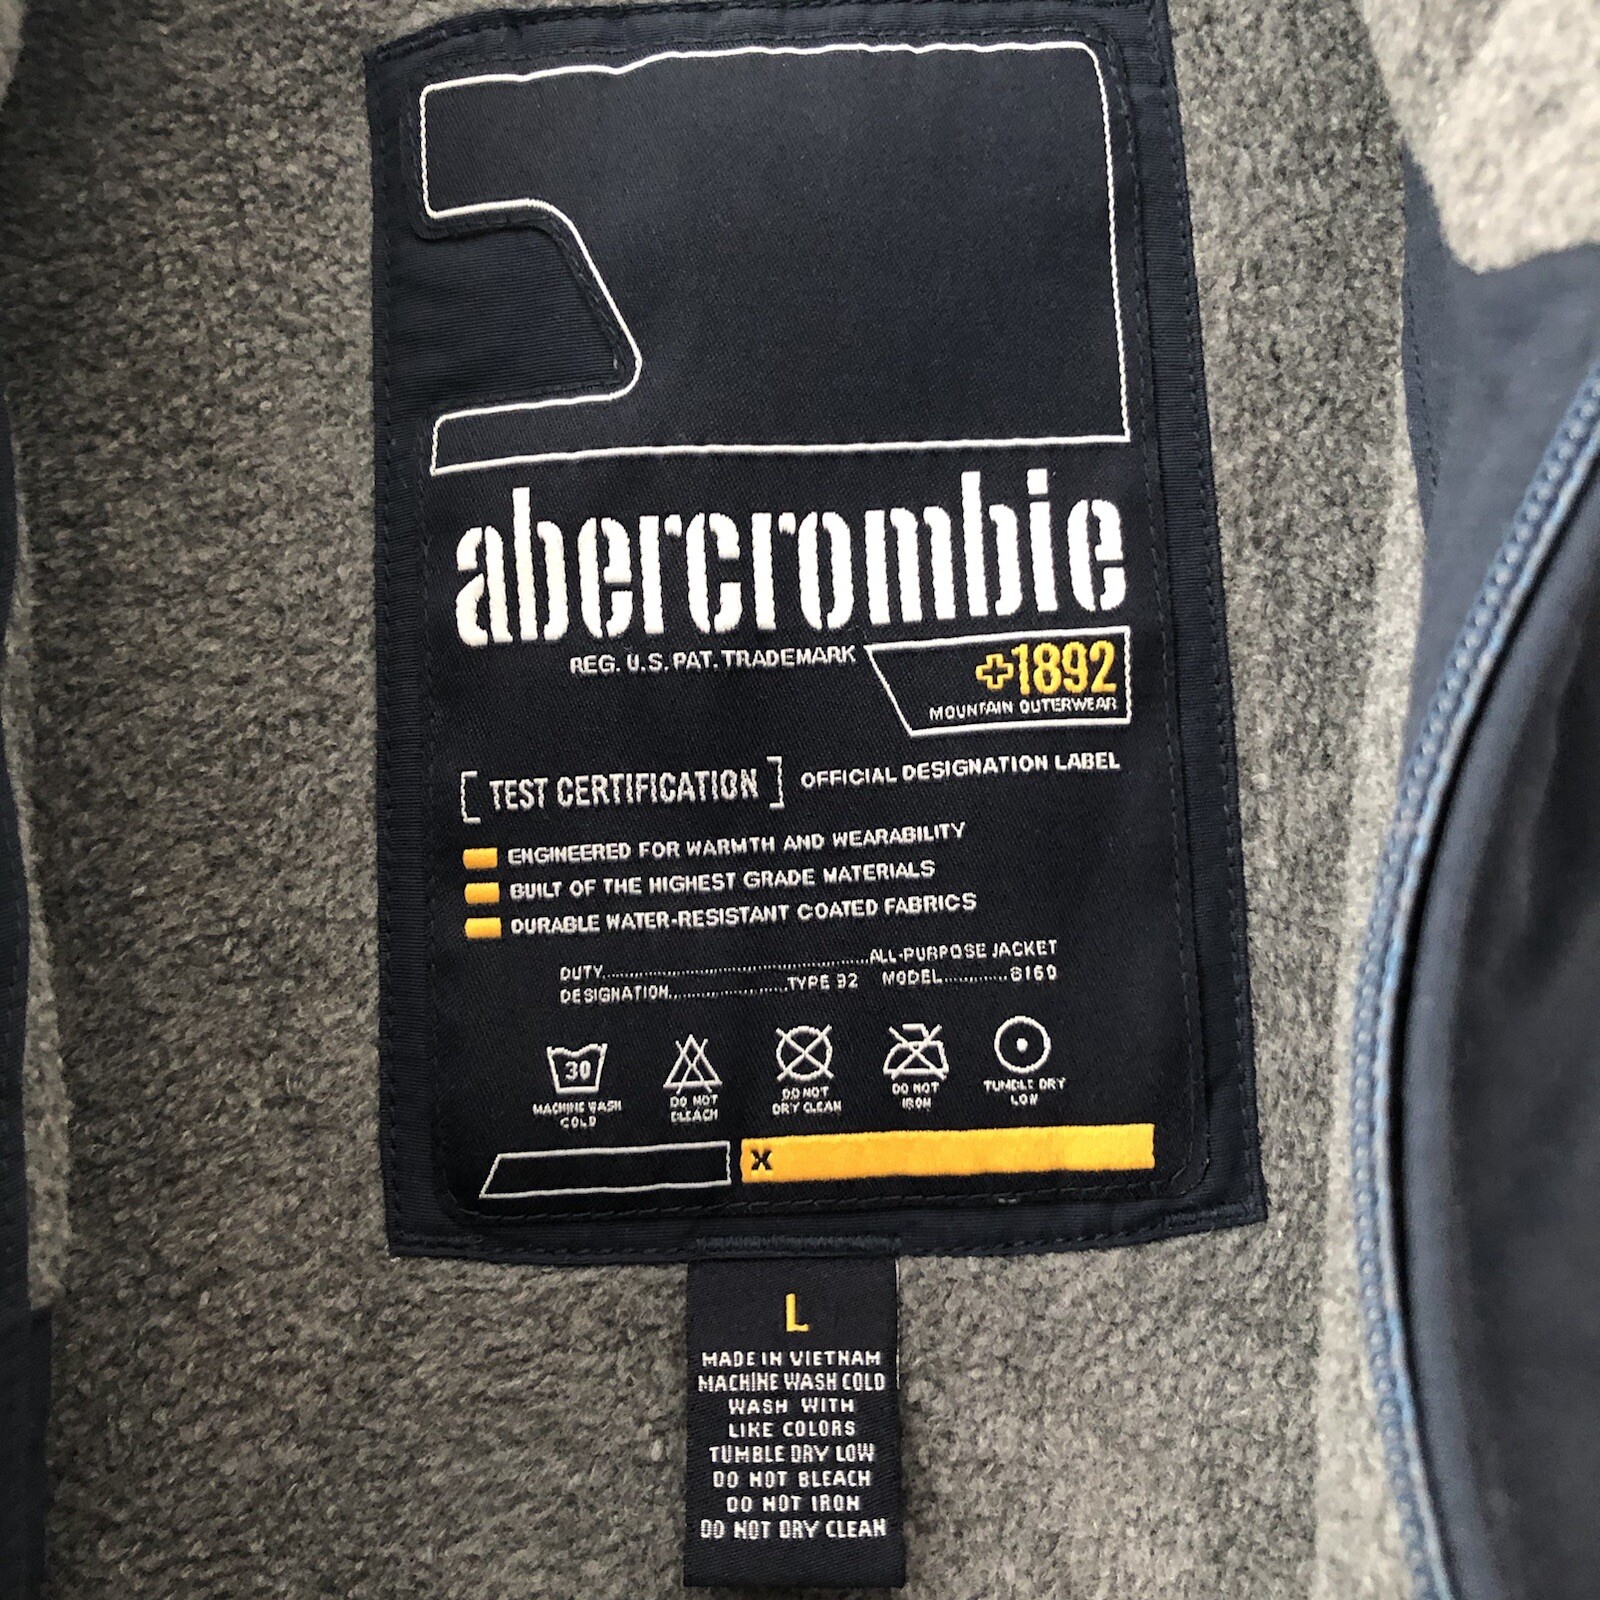 abercrombie
REG. U.S. PAT. TRADEMARK
1892
MOUNTAIN OUTERWEAR
[ TEST CERTIFICATION ] OFFICIAL DESIGNATION LABEL
ENGINEERED FOR WARMTH AND WEARABILITY
BUILT OF THE HIGHEST GRADE MATERIALS
DURABLE WATER-RESISTANT COATED FABRICS
DUTY..............................ALL-PURPOSE JACKET
DESIGNATION...............TYPE 92 MODEL..........8160
30
MACHINE WASH
COLD
DO NOT
BLEACH
DO NOT
DRY CLEAN
DO NOT
IRON
TUMBLE DRY
LOW
X
L
MADE IN VIETNAM
MACHINE WASH COLD
WASH WITH
LIKE COLORS
TUMBLE DRY LOW
DO NOT BLEACH
DO NOT IRON
DO NOT DRY CLEAN